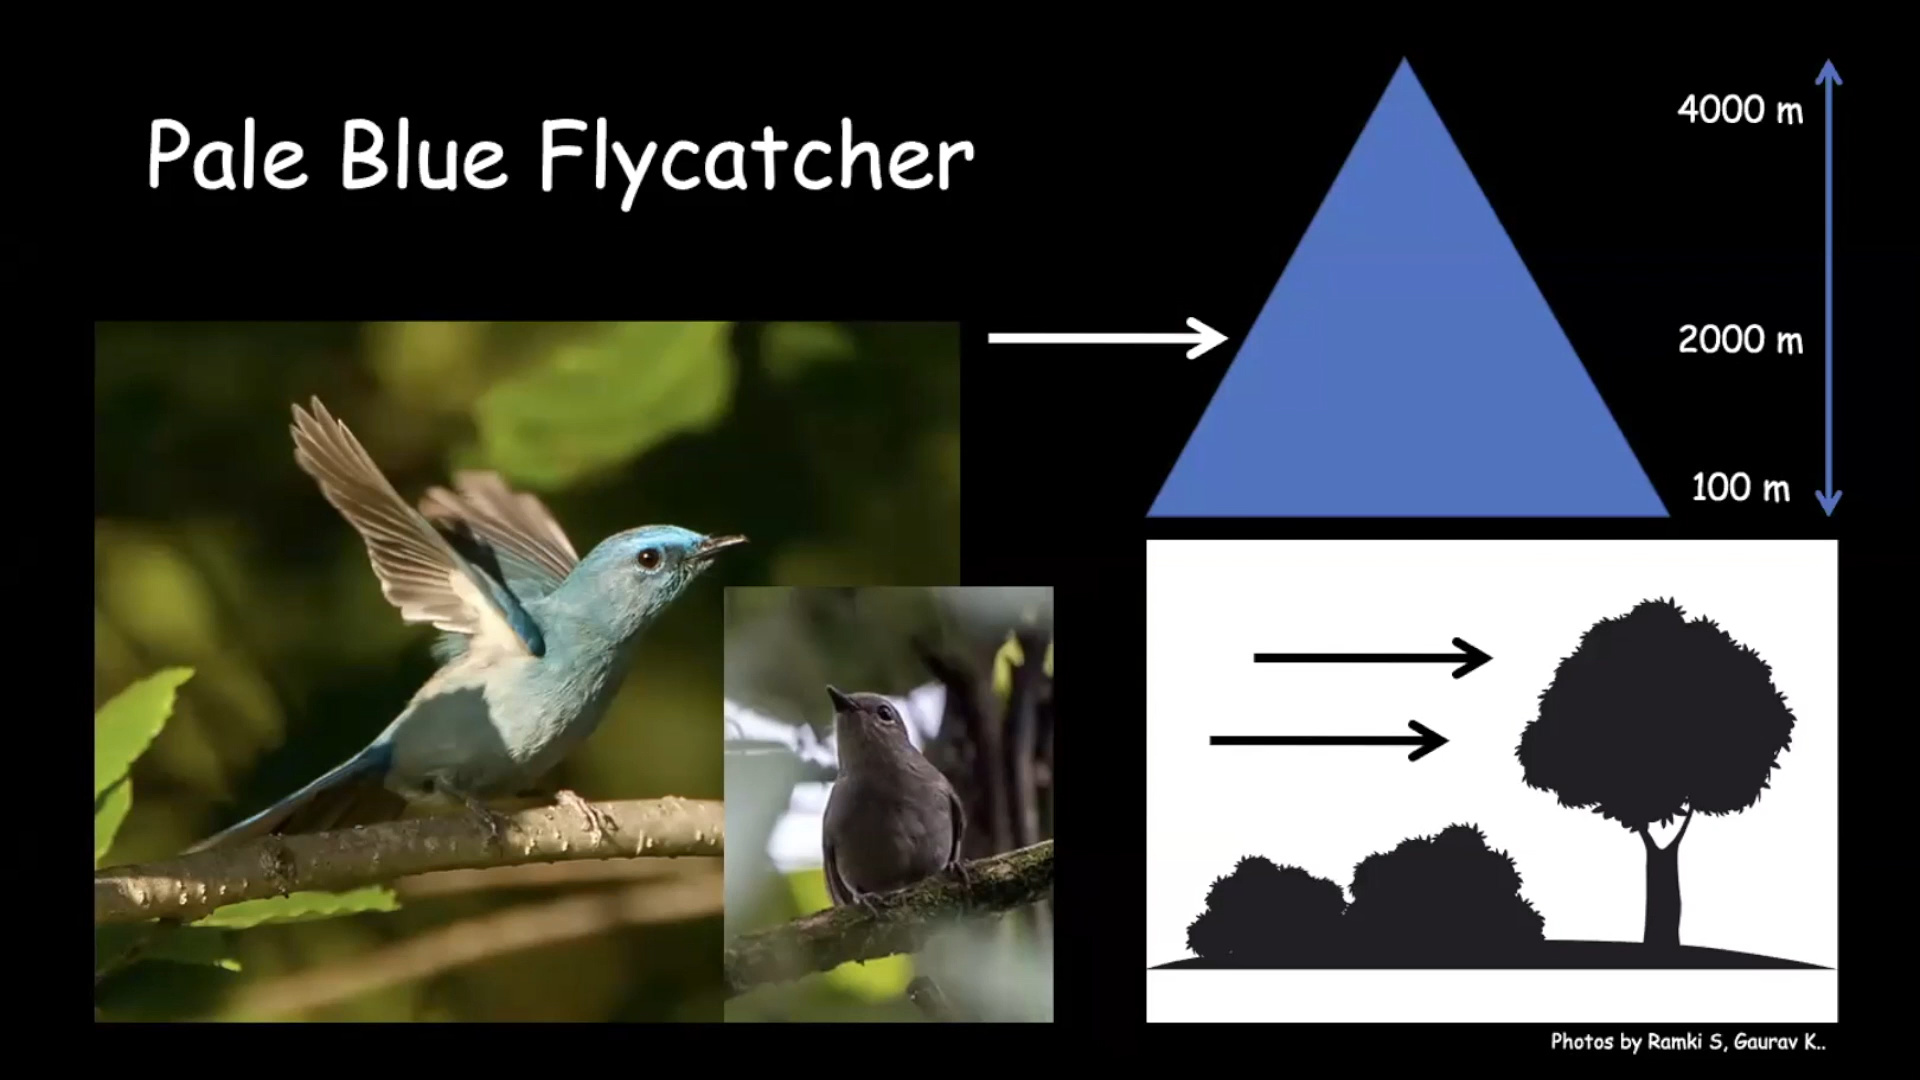 Pale Blue Flycatcher
4000 m
2000 m
100 m
Photos by Ramki S, Gaurav K..